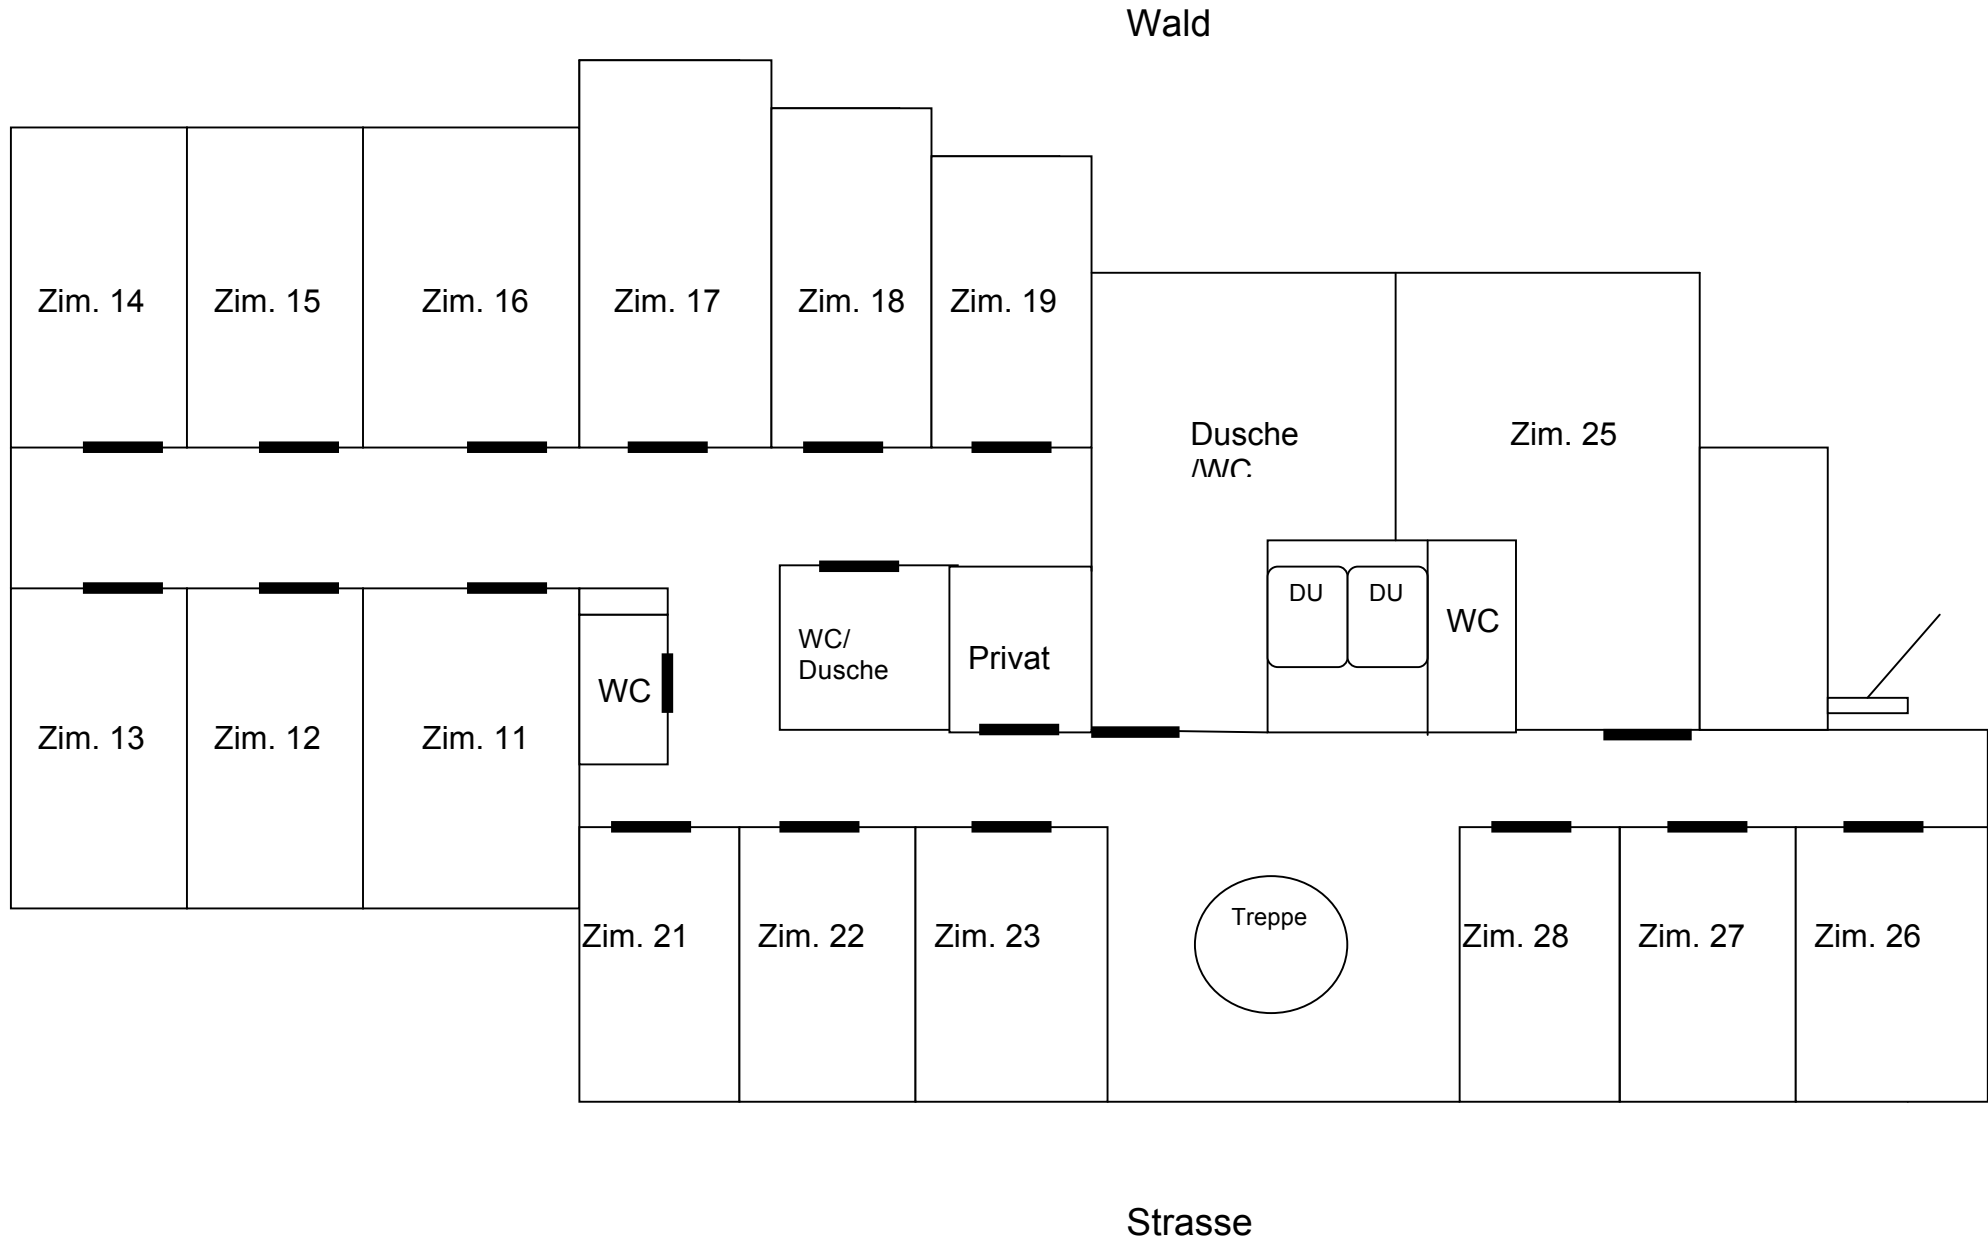 Wald
Zim. 14
Zim. 15
Zim. 16
Zim. 17
Zim. 18
Zim. 19
Dusche
/WC
Zim. 25
DU
DU
WC
WC/
Dusche
Privat
WC
Zim. 13
Zim. 12
Zim. 11
Zim. 21
Zim. 22
Zim. 23
Treppe
Zim. 28
Zim. 27
Zim. 26
Strasse